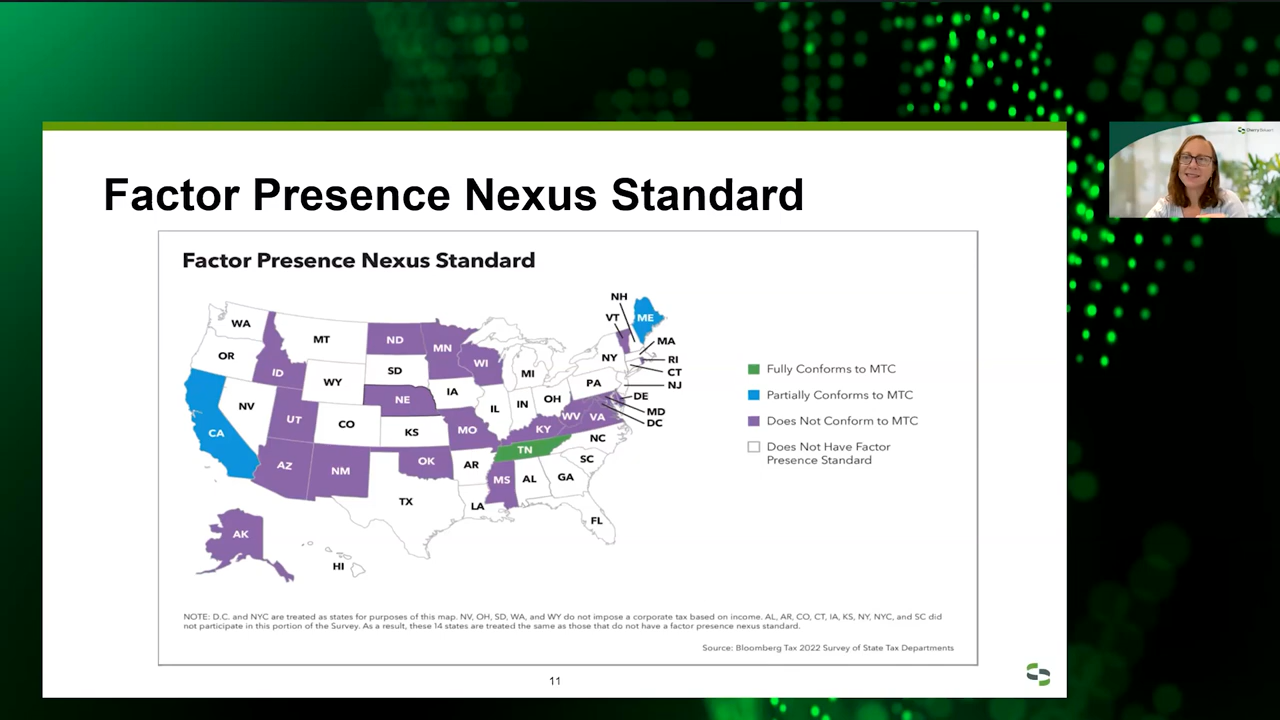 Factor Presence Nexus Standard
Factor Presence Nexus Standard
NH
VT
ME
WA
MT
ND
MN
MA
OR
ID
SD
WI
NY
RI
WY
MI
CT
NJ
NV
NE
IA
PA
UT
IL
IN
OH
DE
CA
CO
KS
MO
KY
WV
VA
MD
DC
AZ
NM
OK
AR
TN
NC
SC
MS
AL
GA
TX
LA
FL
AK
HI
Fully Conforms to MTC
Partially Conforms to MTC
Does Not Conform to MTC
Does Not Have Factor
Presence Standard
NOTE: D.C. and NYC are treated as states for purposes of this map. NV, OH, SD, WA, and WY do not impose a corporate tax based on income. AL, AR, CO, CT, IA, KS, NY, NYC, and SC did
not participate in this portion of the Survey. As a result, these 14 states are treated the same as those that do not have a factor presence nexus standard.
Source: Bloomberg Tax 2022 Survey of State Tax Departments
11